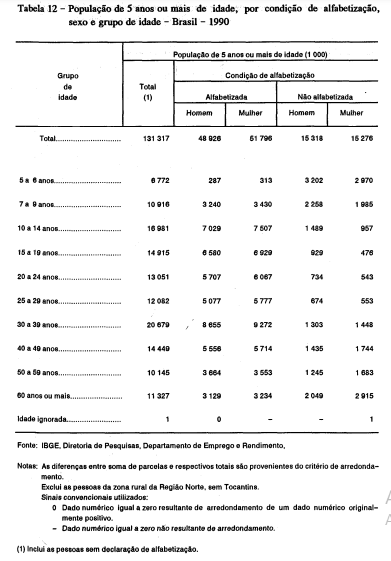 Tabela 12 – População de 5 anos ou mais de idade, por condição de alfabetização,
sexo e grupo de idade – Brasil – 1990
População de 5 anos ou mais de idade (1 000)
Grupo de idade
Total (1)
Condição de alfabetização
Alfabetizada Não alfabetizada
Homem Mulher Homem Mulher
Total.............................. 131 317 48 926 51 796 15 318 15 276
5 a 6 anos.............................. 6 772 287 313 3 202 2 970
7 a 9 anos.............................. 10 916 3 240 3 430 2 258 1 985
10 a 14 anos.............................. 16 981 7 029 7 507 1 489 957
15 a 19 anos.............................. 14 915 6 580 6 929 929 476
20 a 24 anos.............................. 13 051 5 707 6 067 734 543
25 a 29 anos.............................. 12 082 5 077 5 777 674 553
30 a 39 anos.............................. 20 679 8 655 9 272 1 303 1 448
40 a 49 anos.............................. 14 449 5 556 5 714 1 435 1 744
50 a 59 anos.............................. 10 145 3 664 3 553 1 245 1 683
60 anos ou mais........................ 11 327 3 129 3 234 2 049 2 915
Idade ignorada.......................... 1 0 – – 1
Fonte: IBGE, Diretoria de Pesquisas, Departamento de Emprego e Rendimento,
Notas: As diferenças entre soma de parcelas e respectivos totais são provenientes do critério de arredonda-
mento.
Exclui as pessoas da zona rural da Região Norte, sem Tocantins.
Sinais convencionais utilizados:
0 Dado numérico igual a zero resultante de arredondamento de um dado numérico original-
mente positivo.
– Dado numérico igual a zero não resultante de arredondamento.
(1) Inclui as pessoas sem declaração de alfabetização.